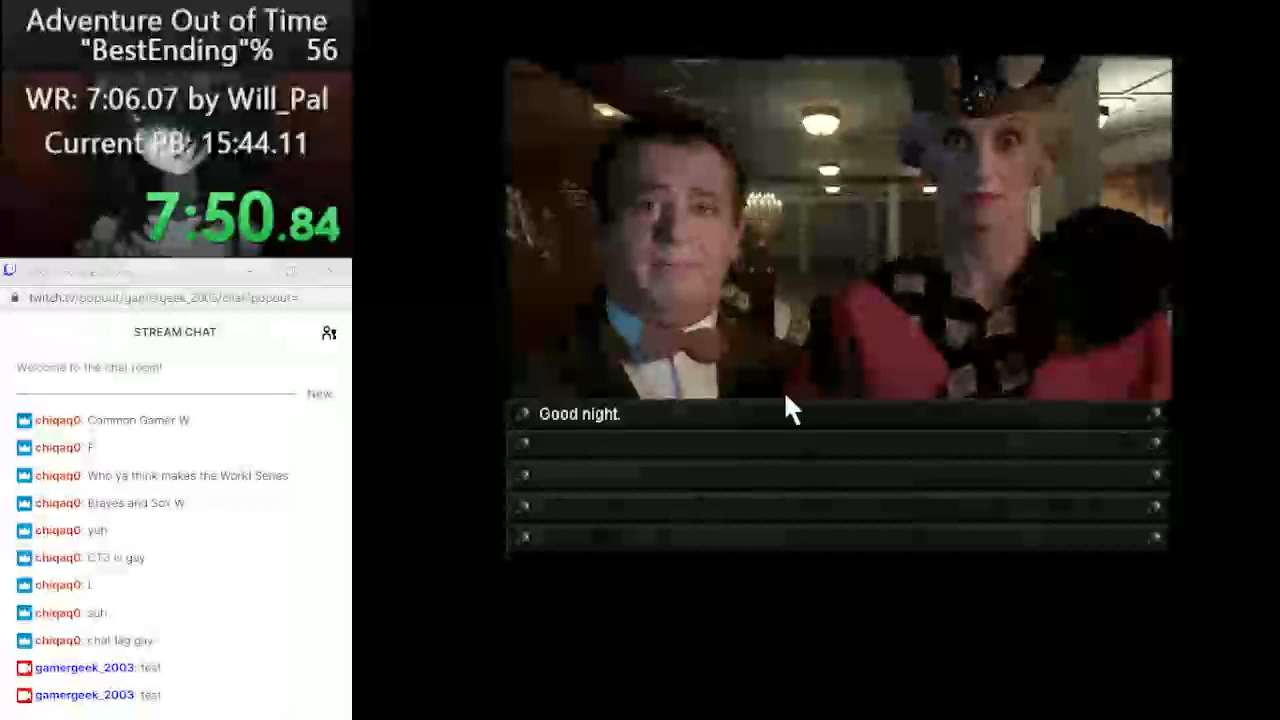 Adventure Out of Time
"BestEnding"% 56
WR: 7:06.07 by Will_Pal
Current PB: 15:44.11
7:50.84
twitch.tv/popout/gamergeek_2003/chat?popout=
STREAM CHAT
Welcome to the chat room!
New
chiqaq0: Common Gamer W
chiqaq0: F
chiqaq0: Who ya think makes the World Series
chiqaq0: Braves and Sox W
chiqaq0: yuh
chiqaq0: is gay
chiqaq0: L
chiqaq0: suh
chiqaq0: chat lag gay
gamergeek_2003: test
gamergeek_2003: test
Good night.